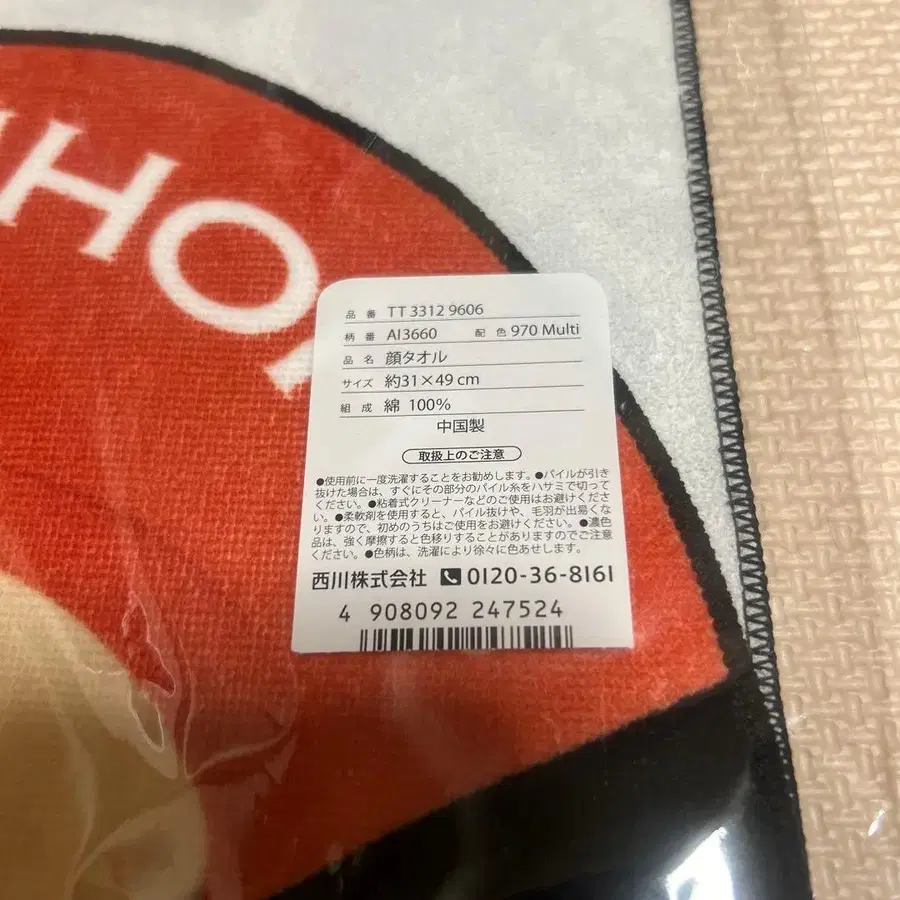 HO
品番 TT 3312 9606
柄番 AI3660 配色 970 Multi
品名 顔タオル
サイズ 約31×49 cm
組成 綿 100%
中国製
取扱上のご注意
●使用前に一度洗濯することをお勧めします。●パイルが引き
抜けた場合は、すぐにその部分のパイル糸をハサミで切って
ください。●粘着式クリーナーなどのご使用はお避けくださ
い。●柔軟剤を使用すると、パイル抜けや、毛羽が出易くな
りますので、初めのうちはご使用をお避けください。●濃色
品は、強く摩擦すると色移りすることがありますのでご注意
ください。●色柄は、洗濯により徐々に色あせします。
西川株式会社 0120-36-8161
4 908092 247524